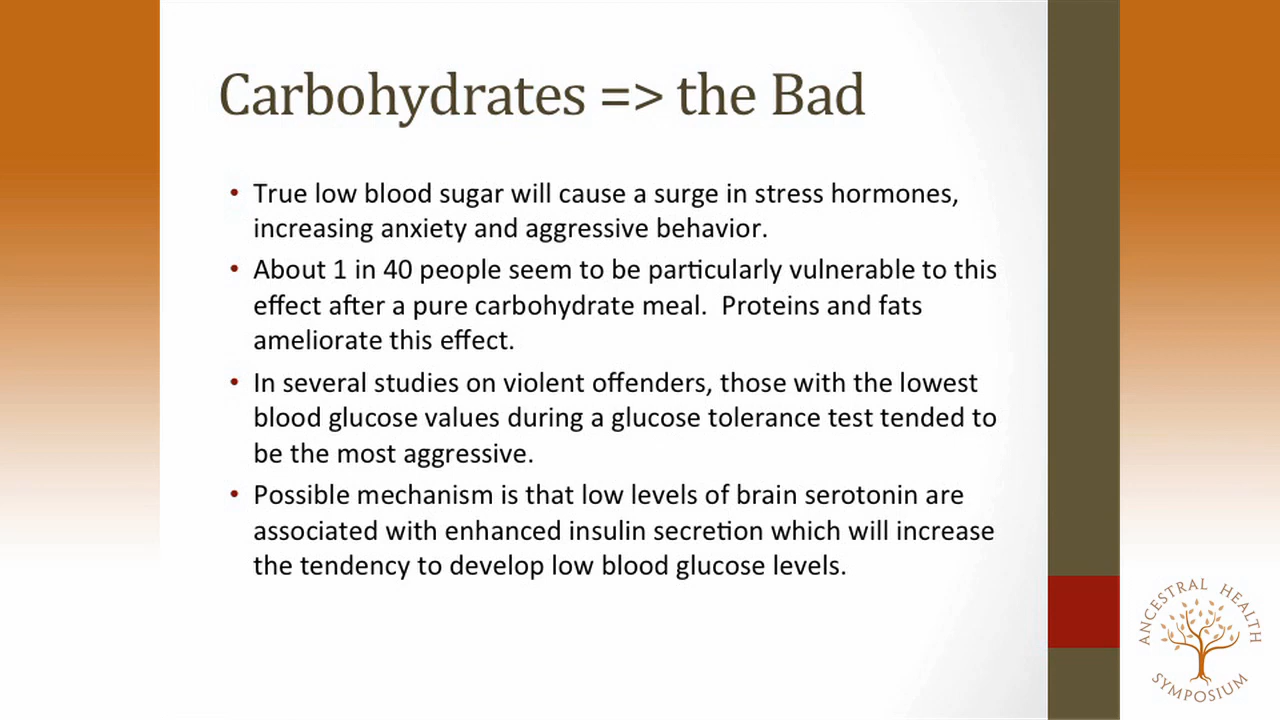 Carbohydrates => the Bad
• True low blood sugar will cause a surge in stress hormones,
increasing anxiety and aggressive behavior.
• About 1 in 40 people seem to be particularly vulnerable to this
effect after a pure carbohydrate meal.  Proteins and fats
ameliorate this effect.
• In several studies on violent offenders, those with the lowest
blood glucose values during a glucose tolerance test tended to
be the most aggressive.
• Possible mechanism is that low levels of brain serotonin are
associated with enhanced insulin secretion which will increase
the tendency to develop low blood glucose levels.
ANCESTRAL HEALTH
SYMPOSIUM